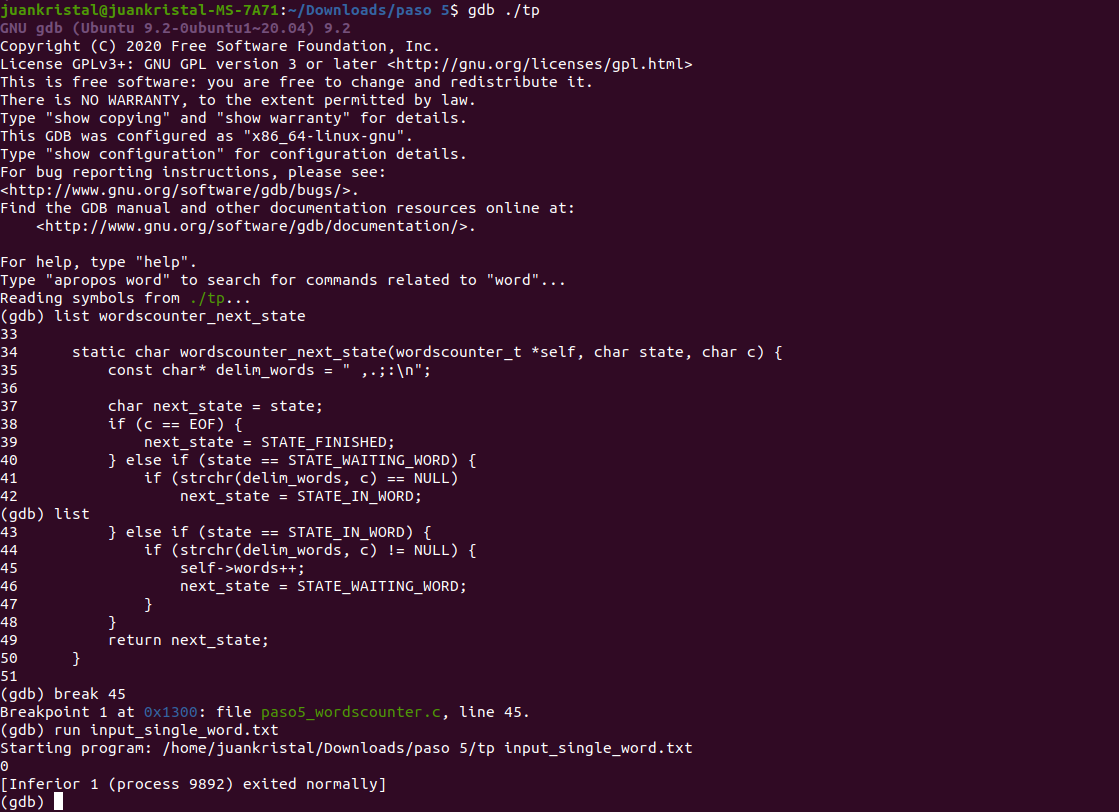 juankristal@juankristal-MS-7A71:~/Downloads/paso 5$ gdb ./tp
GNU gdb (Ubuntu 9.2-0ubuntu1~20.04) 9.2
Copyright (C) 2020 Free Software Foundation, Inc.
License GPLv3+: GNU GPL version 3 or later <http://gnu.org/licenses/gpl.html>
This is free software: you are free to change and redistribute it.
There is NO WARRANTY, to the extent permitted by law.
Type "show copying" and "show warranty" for details.
This GDB was configured as "x86_64-linux-gnu".
Type "show configuration" for configuration details.
For bug reporting instructions, please see:
<http://www.gnu.org/software/gdb/bugs/>.
Find the GDB manual and other documentation resources online at:
    <http://www.gnu.org/software/gdb/documentation/>.

For help, type "help".
Type "apropos word" to search for commands related to "word"...
Reading symbols from ./tp...
(gdb) list wordscounter_next_state
33
34      static char wordscounter_next_state(wordscounter_t *self, char state, char c) {
35          const char* delim_words = " ,.;:\n";
36
37          char next_state = state;
38          if (c == EOF) {
39              next_state = STATE_FINISHED;
40          } else if (state == STATE_WAITING_WORD) {
41              if (strchr(delim_words, c) == NULL)
42                  next_state = STATE_IN_WORD;
(gdb) list
43          } else if (state == STATE_IN_WORD) {
44              if (strchr(delim_words, c) != NULL) {
45                  self->words++;
46                  next_state = STATE_WAITING_WORD;
47              }
48          }
49          return next_state;
50      }
51
(gdb) break 45
Breakpoint 1 at 0x1300: file paso5_wordscounter.c, line 45.
(gdb) run input_single_word.txt
Starting program: /home/juankristal/Downloads/paso 5/tp input_single_word.txt
0
[Inferior 1 (process 9892) exited normally]
(gdb)